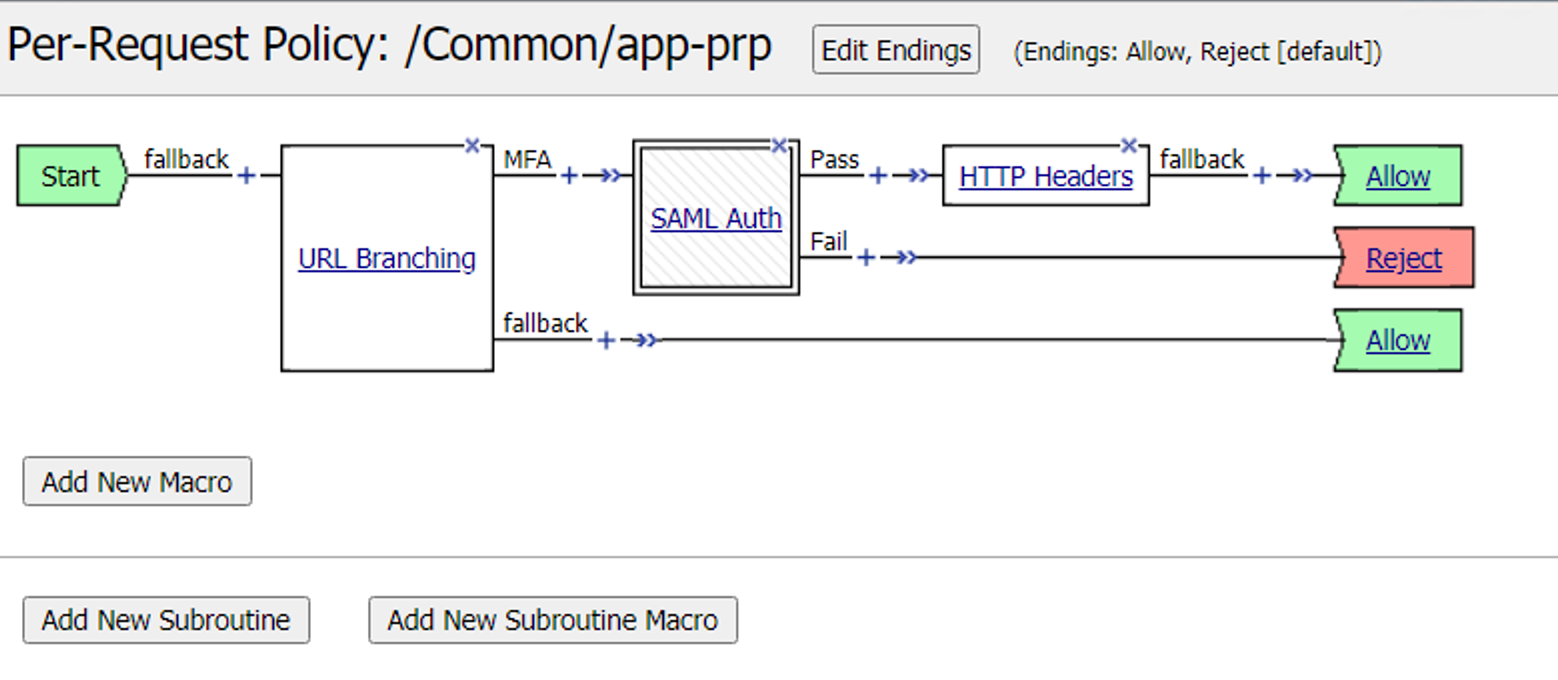 Per-Request Policy: /Common/app-prp Edit Endings (Endings: Allow, Reject [default])
Start fallback + URL Branching MFA + SAML Auth Pass + HTTP Headers fallback + Allow
Fail + Reject
fallback + Allow
Add New Macro
Add New Subroutine Add New Subroutine Macro